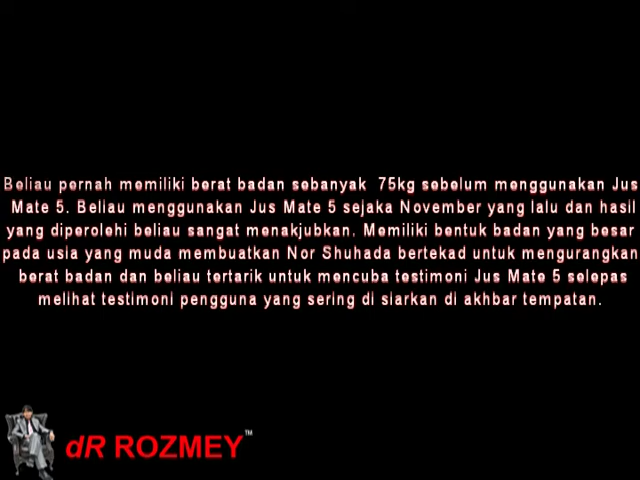 Beliau pernah memiliki berat badan sebanyak 75kg sebelum menggunakan Jus
Mate 5. Beliau menggunakan Jus Mate 5 sejaka November yang lalu dan hasil
yang diperolehi beliau sangat menakjubkan. Memiliki bentuk badan yang besar
pada usia yang muda membuatkan Nor Shuhada bertekad untuk mengurangkan
berat badan dan beliau tertarik untuk mencuba testimoni Jus Mate 5 selepas
melihat testimoni pengguna yang sering di siarkan di akhbar tempatan.
dR ROZMEY™